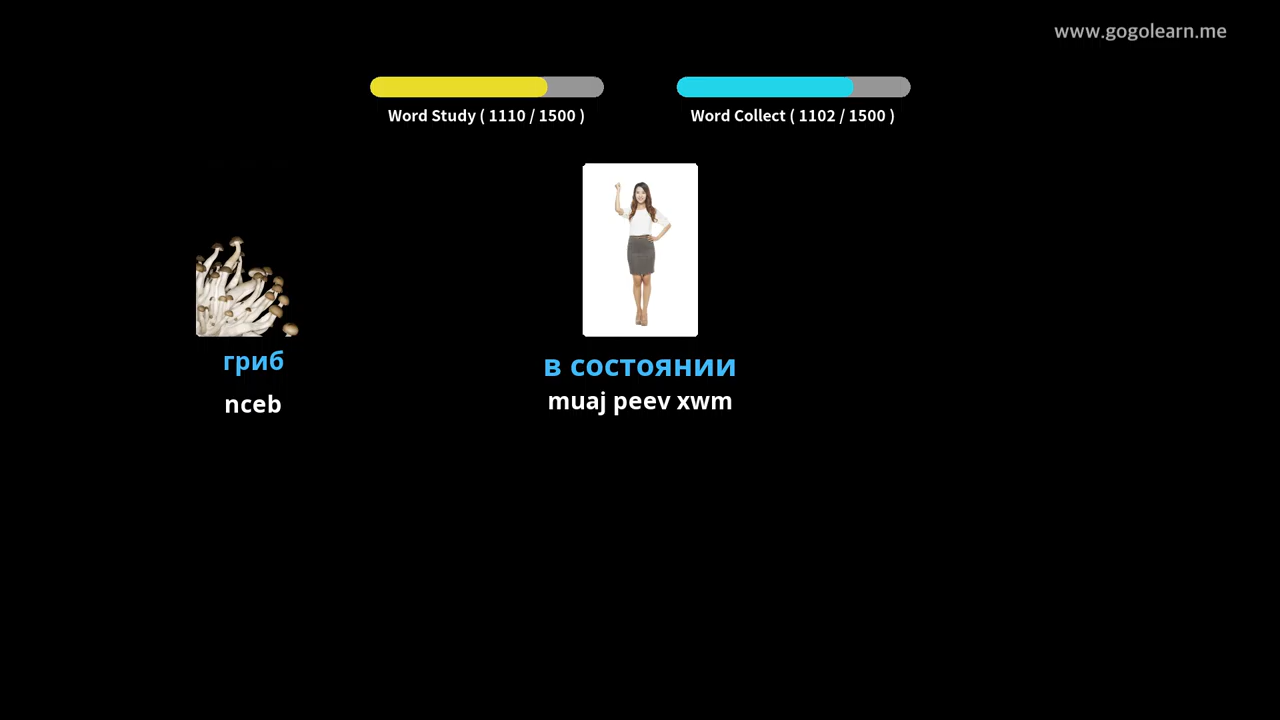 www.gogolearn.me
Word Study ( 1110 / 1500 )
Word Collect ( 1102 / 1500 )
гриб
nceb
в состоянии
muaj peev xwm